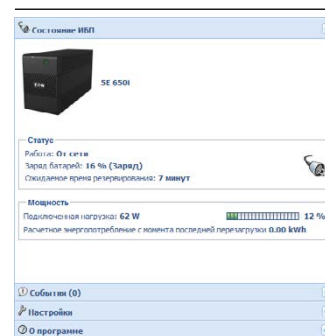 Состояние ИБП
EATON
5E 650i
Статус
Работа: От сети
Заряд батарей: 16 % (Заряд)
Ожидаемое время резервирования: 7 минут
Мощность
Подключенная нагрузка: 62 W 12 %
Расчетное энергопотребление с момента последней перезагрузки 0.00 kWh
События (0)
Настройки
О программе